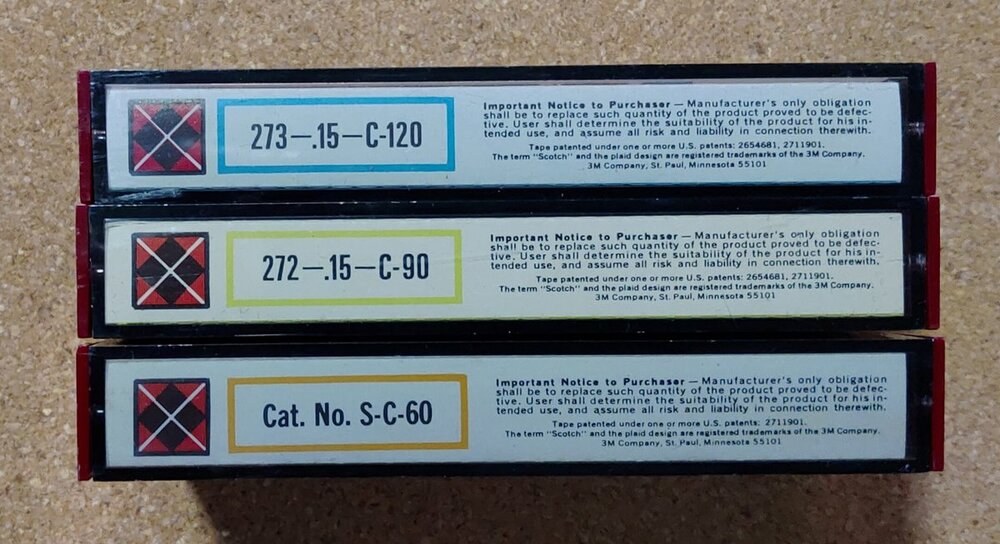 273—.15—C-120
Important Notice to Purchaser — Manufacturer's only obligation
shall be to replace such quantity of the product proved to be defec-
tive. User shall determine the suitability of the product for his in-
tended use, and assume all risk and liability in connection therewith.
Tape patented under one or more U.S. patents: 2654681, 2711901.
The term "Scotch" and the plaid design are registered trademarks of the 3M Company.
3M Company, St. Paul, Minnesota 55101
272—.15—C-90
Important Notice to Purchaser — Manufacturer's only obligation
shall be to replace such quantity of the product proved to be defec-
tive. User shall determine the suitability of the product for his in-
tended use, and assume all risk and liability in connection therewith.
Tape patented under one or more U.S. patents: 2654681, 2711901.
The term "Scotch" and the plaid design are registered trademarks of the 3M Company.
3M Company, St. Paul, Minnesota 55101
Cat. No. S-C-60
Important Notice to Purchaser — Manufacturer's only obligation
shall be to replace such quantity of the product proved to be defec-
tive. User shall determine the suitability of the product for his in-
tended use, and assume all risk and liability in connection therewith.
Tape patented under one or more U.S. patents: 2711901.
The term "Scotch" and the plaid design are registered trademarks of the 3M Company.
3M Company, St. Paul, Minnesota 55101